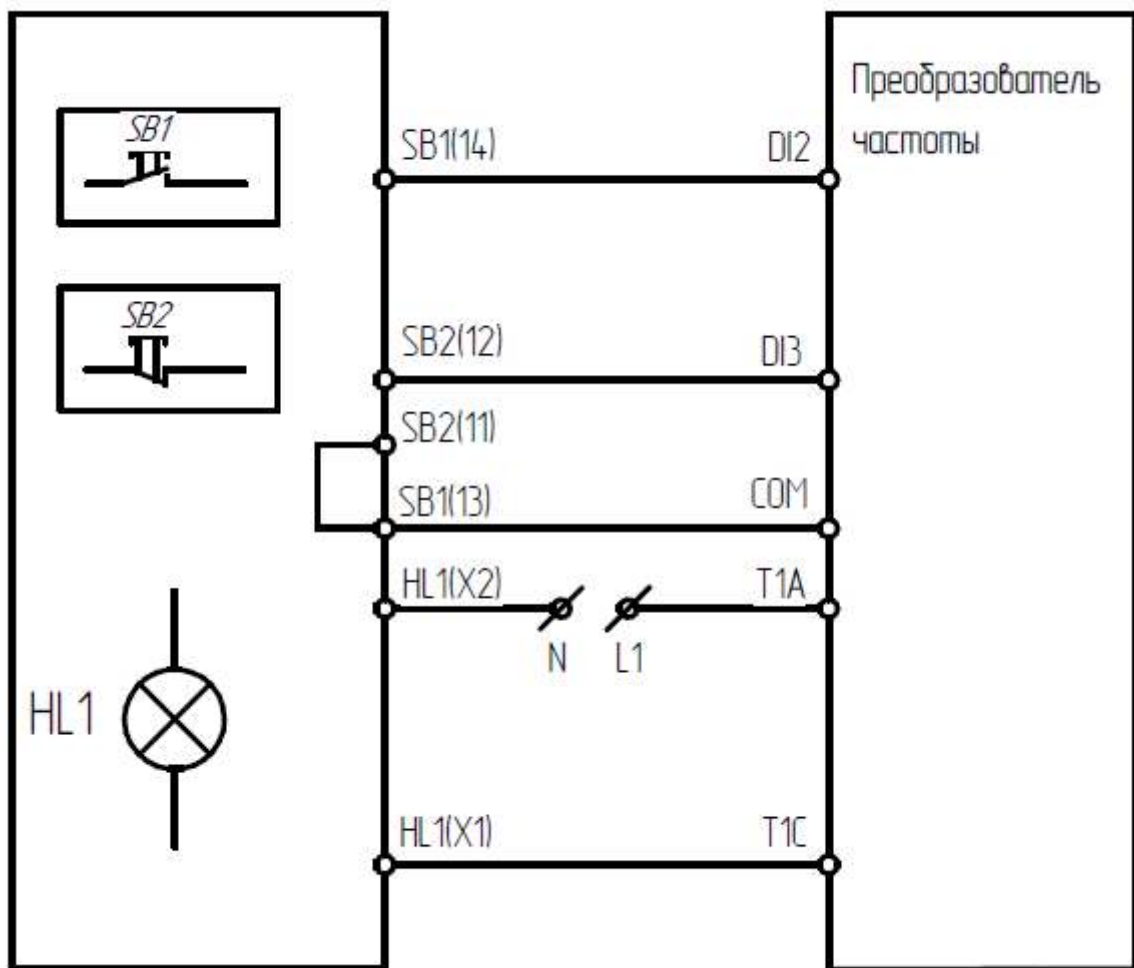 SB1
SB2
HL1
SB1(14)
SB2(12)
SB2(11)
SB1(13)
HL1(X2)
N
L1
HL1(X1)
DI2
DI3
COM
T1A
T1C
Преобразователь
частоты